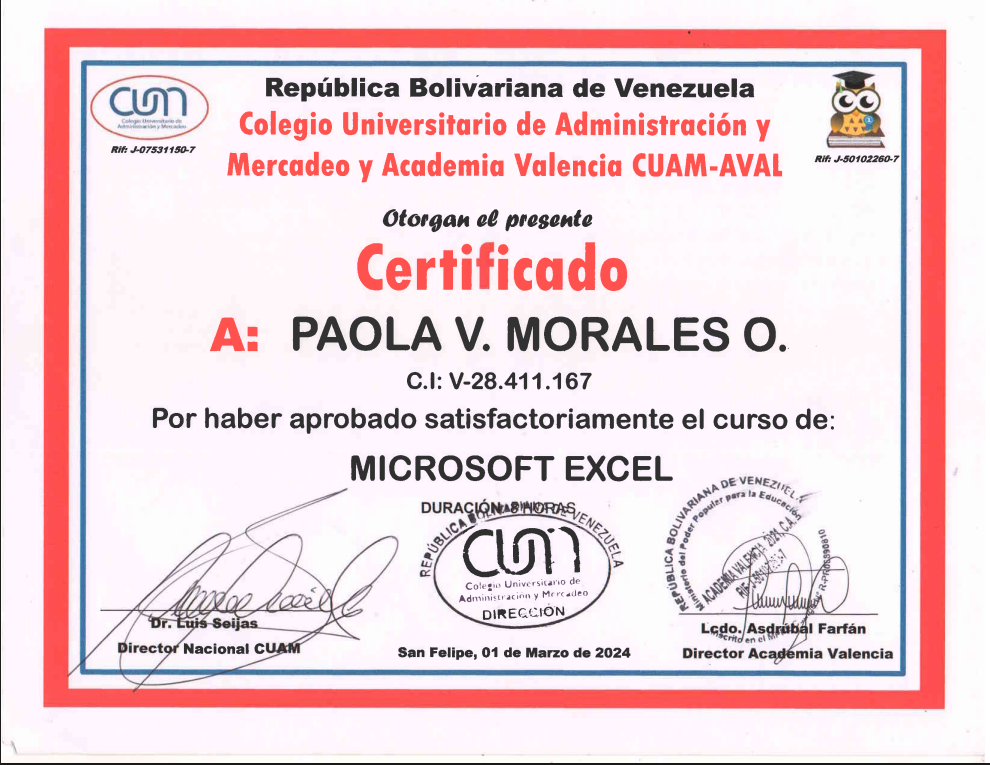 CUM
Colegio Universitario de
Administración y Mercadeo
Rif: J-07531150-7
República Bolivariana de Venezuela
Colegio Universitario de Administración y
Mercadeo y Academia Valencia CUAM-AVAL
Rif: J-50102260-7
Otorgan el presente
Certificado
A: PAOLA V. MORALES O.
C.I: V-28.411.167
Por haber aprobado satisfactoriamente el curso de:
MICROSOFT EXCEL
DURACIÓN 8 HORAS
REPÚBLICA BOLIVARIANA DE VENEZUELA
CUM
Colegio Universitario de
Administración y Mercadeo
DIRECCIÓN
REPÚBLICA BOLIVARIANA DE VENEZUELA
Ministerio del Poder Popular para la Educación
ACADEMIA VALENCIA 2021, C.A.
Dr. Luis Seijas
Director Nacional CUAM
San Felipe, 01 de Marzo de 2024
Lcdo. Asdrúbal Farfán
Director Academia Valencia